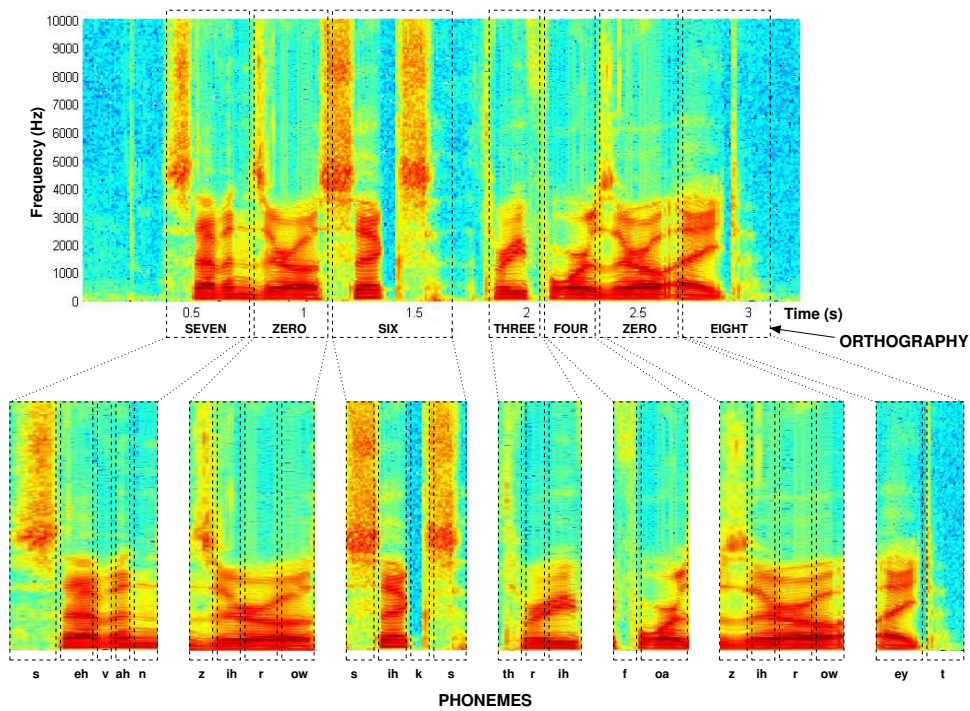 10000
9000
8000
7000
6000
5000
4000
3000
2000
1000
0
Frequency (Hz)
0.5 1 1.5 2 2.5 3 Time (s)
SEVEN ZERO SIX THREE FOUR ZERO EIGHT
ORTHOGRAPHY
s eh v ah n z ih r ow s ih k s th r ih f oa z ih r ow ey t
PHONEMES